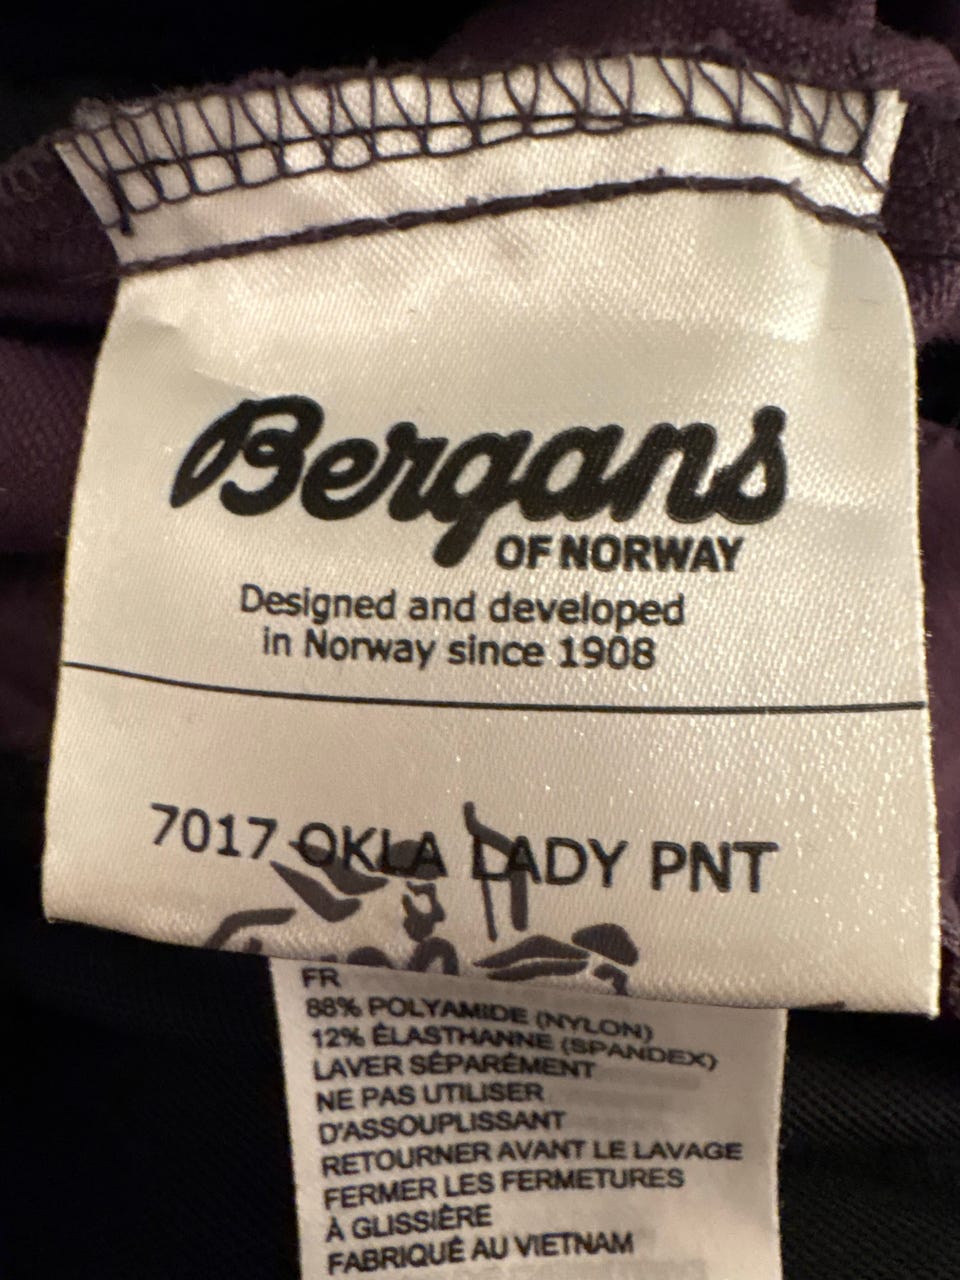 Bergans
OF NORWAY
Designed and developed
in Norway since 1908
7017 OKLA LADY PNT
FR
88% POLYAMIDE (NYLON)
12% ÉLASTHANNE (SPANDEX)
LAVER SÉPARÉMENT
NE PAS UTILISER
D'ASSOUPLISSANT
RETOURNER AVANT LE LAVAGE
FERMER LES FERMETURES
À GLISSIÈRE
FABRIQUÉ AU VIETNAM